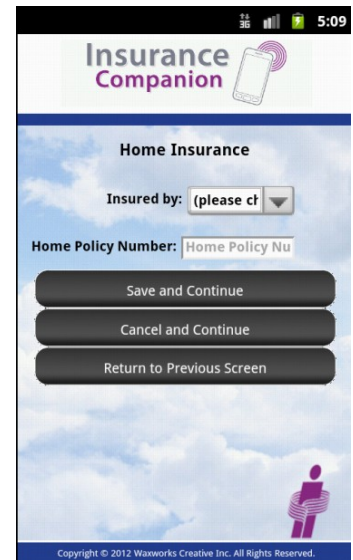 3G 5:09
Insurance
Companion
Home Insurance
Insured by: (please ch
Home Policy Number: Home Policy Nu
Save and Continue
Cancel and Continue
Return to Previous Screen
Copyright © 2012 Waxworks Creative Inc. All Rights Reserved.